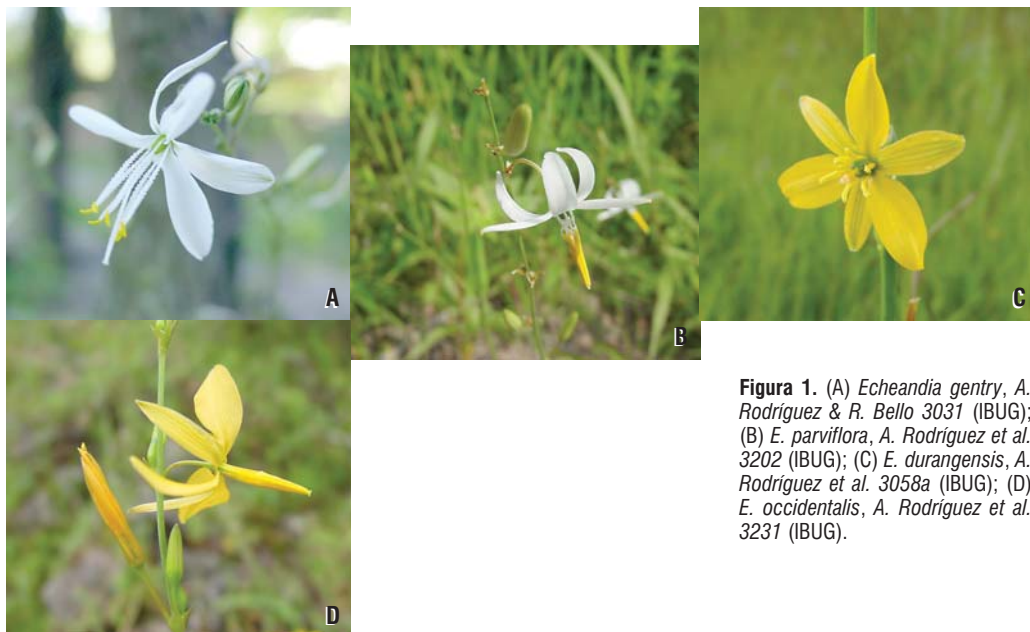 A
B
C
D
Figura 1. (A) Echeandia gentry, A.
Rodríguez & R. Bello 3031 (IBUG);
(B) E. parviflora, A. Rodríguez et al.
3202 (IBUG); (C) E. durangensis, A.
Rodríguez et al. 3058a (IBUG); (D)
E. occidentalis, A. Rodríguez et al.
3231 (IBUG).